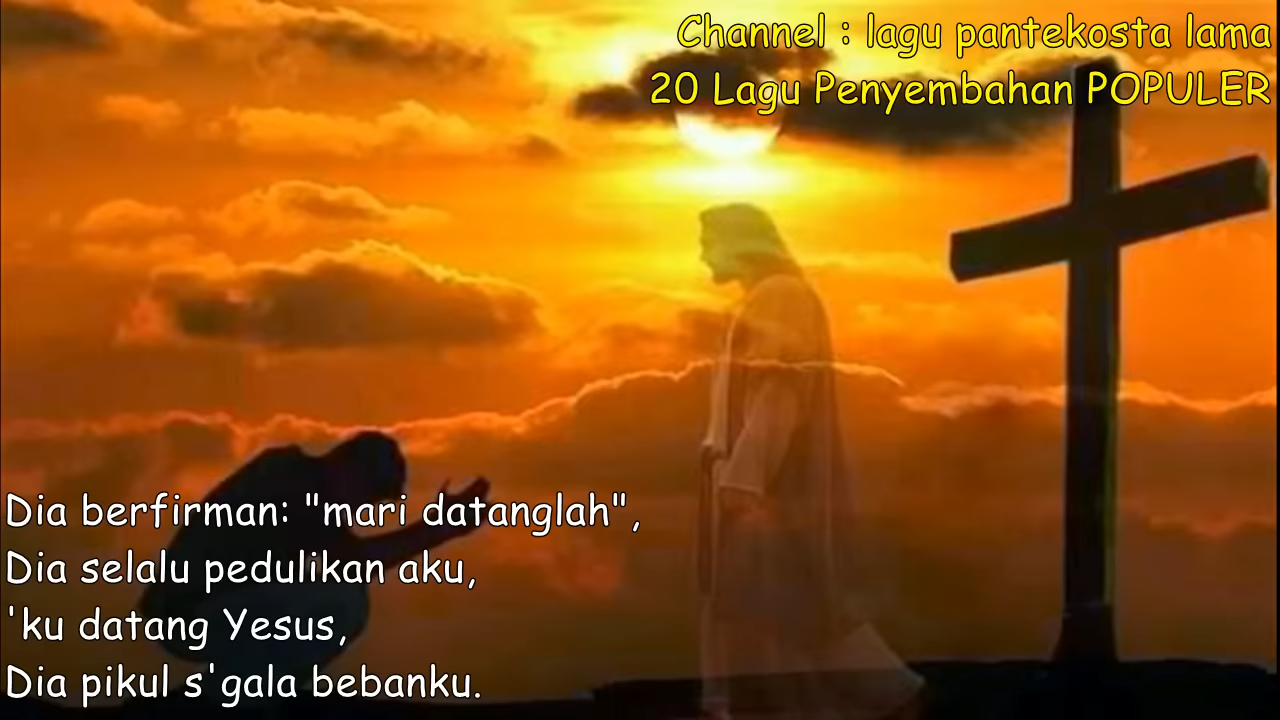 Channel : lagu pantekosta lama
20 Lagu Penyembahan POPULER
Dia berfirman: "mari datanglah",
Dia selalu pedulikan aku,
'ku datang Yesus,
Dia pikul s'gala bebanku.